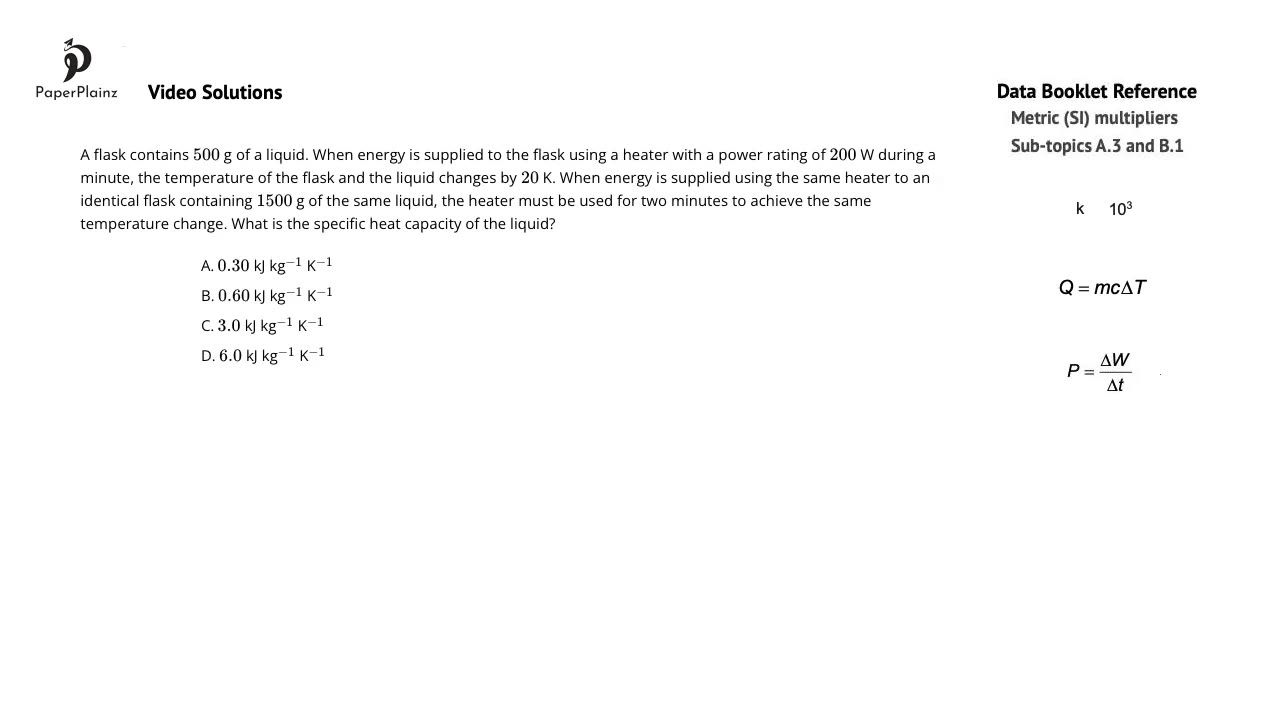 PaperPlainz
Video Solutions
Data Booklet Reference
Metric (SI) multipliers
Sub-topics A.3 and B.1
A flask contains 500 g of a liquid. When energy is supplied to the flask using a heater with a power rating of 200 W during a
minute, the temperature of the flask and the liquid changes by 20 K. When energy is supplied using the same heater to an
identical flask containing 1500 g of the same liquid, the heater must be used for two minutes to achieve the same
temperature change. What is the specific heat capacity of the liquid?
A. 0.30 kJ kg⁻¹ K⁻¹
B. 0.60 kJ kg⁻¹ K⁻¹
C. 3.0 kJ kg⁻¹ K⁻¹
D. 6.0 kJ kg⁻¹ K⁻¹
k 10³
Q = mcΔT
P = ΔW/Δt